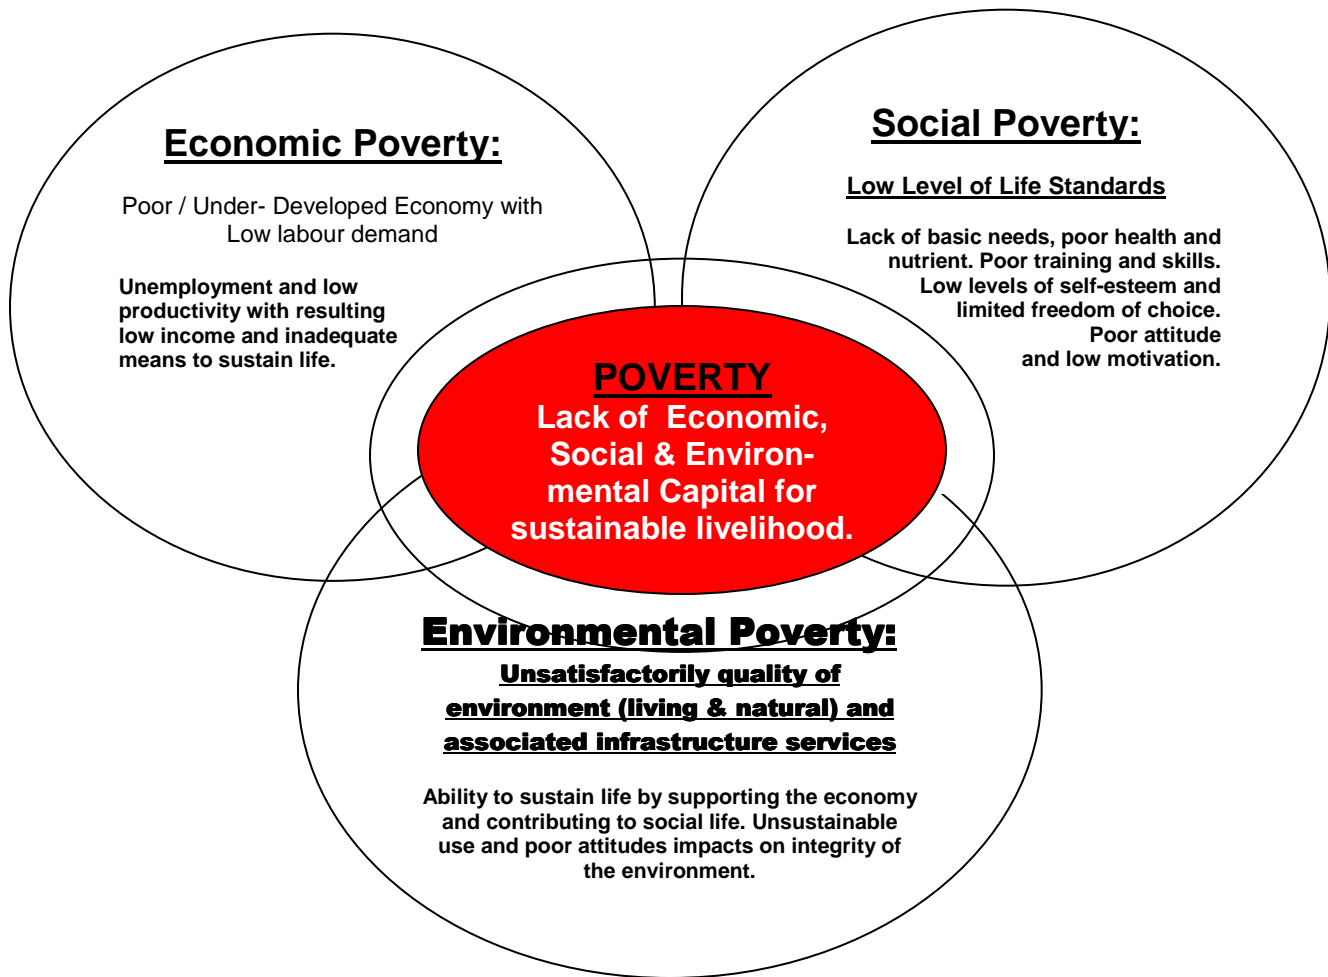 Economic Poverty:
Poor / Under- Developed Economy with
Low labour demand
Unemployment and low
productivity with resulting
low income and inadequate
means to sustain life.
Social Poverty:
Low Level of Life Standards
Lack of basic needs, poor health and
nutrient. Poor training and skills.
Low levels of self-esteem and
limited freedom of choice.
Poor attitude
and low motivation.
POVERTY
Lack of Economic,
Social & Environ-
mental Capital for
sustainable livelihood.
Environmental Poverty:
Unsatisfactorily quality of
environment (living & natural) and
associated infrastructure services
Ability to sustain life by supporting the economy
and contributing to social life. Unsustainable
use and poor attitudes impacts on integrity of
the environment.